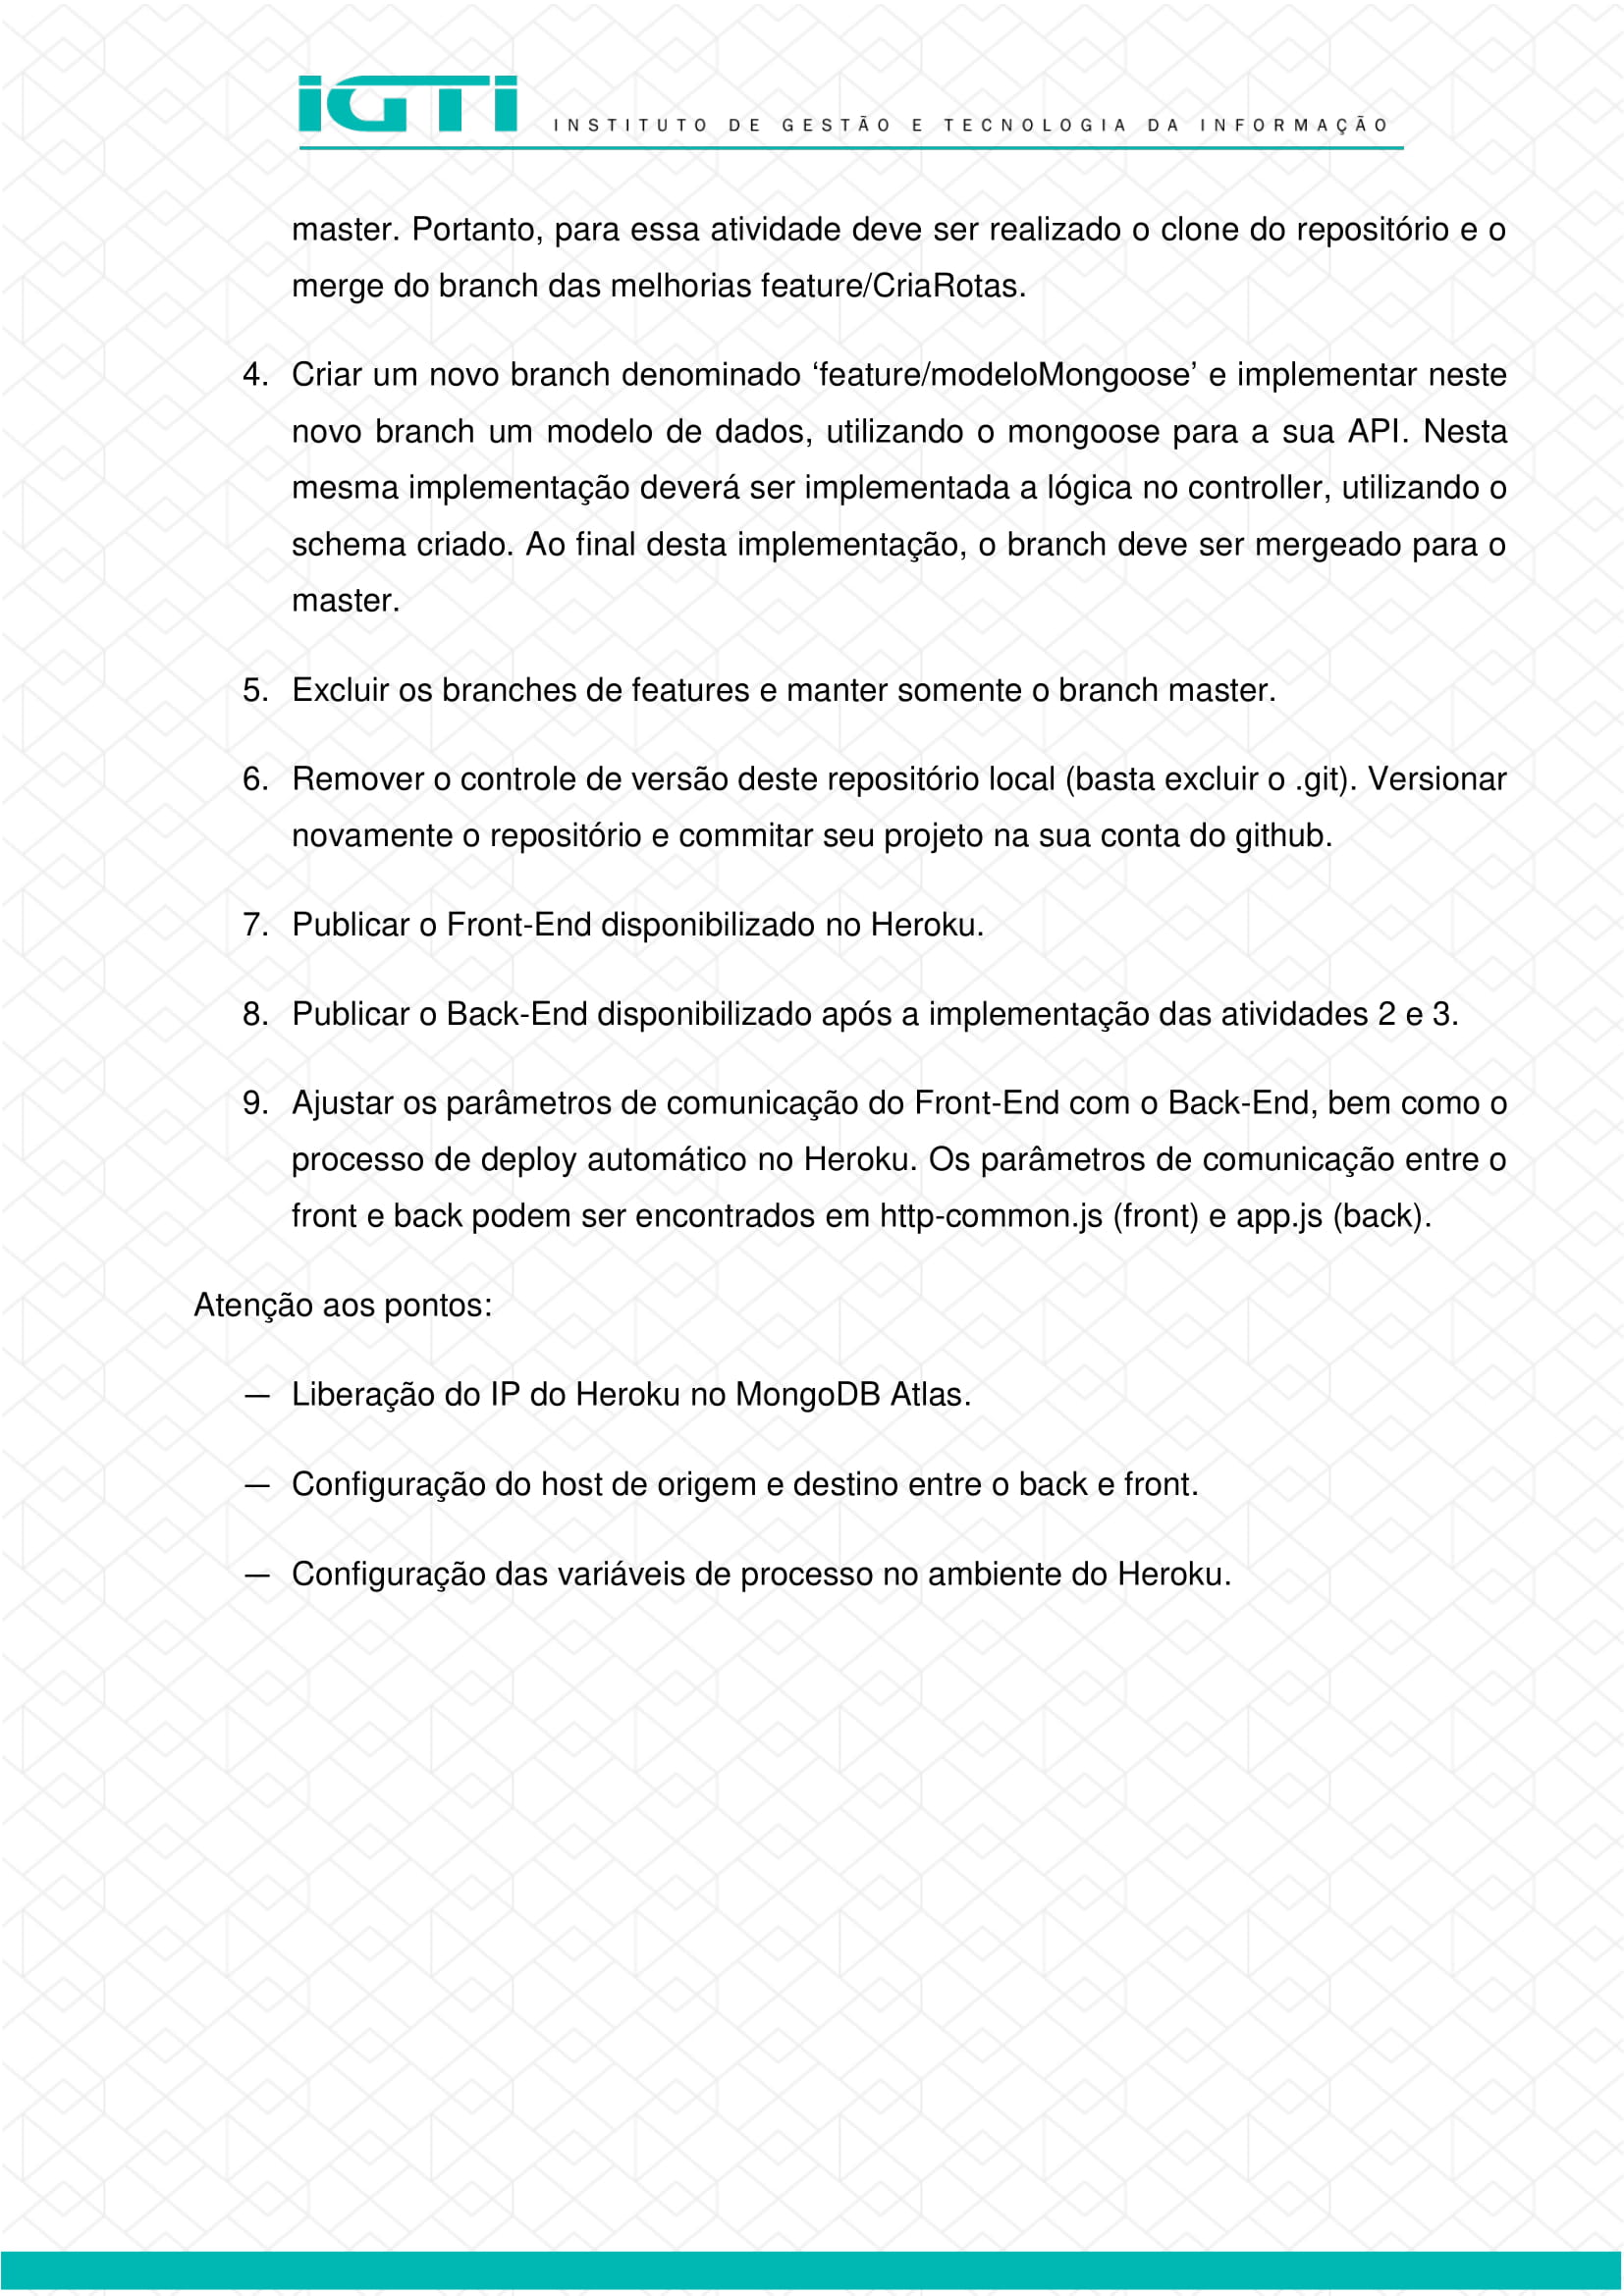 iGTi INSTITUTO DE GESTÃO E TECNOLOGIA DA INFORMAÇÃO
master. Portanto, para essa atividade deve ser realizado o clone do repositório e o
merge do branch das melhorias feature/CriaRotas.
4. Criar um novo branch denominado ‘feature/modeloMongoose’ e implementar neste
novo branch um modelo de dados, utilizando o mongoose para a sua API. Nesta
mesma implementação deverá ser implementada a lógica no controller, utilizando o
schema criado. Ao final desta implementação, o branch deve ser mergeado para o
master.
5. Excluir os branches de features e manter somente o branch master.
6. Remover o controle de versão deste repositório local (basta excluir o .git). Versionar
novamente o repositório e commitar seu projeto na sua conta do github.
7. Publicar o Front-End disponibilizado no Heroku.
8. Publicar o Back-End disponibilizado após a implementação das atividades 2 e 3.
9. Ajustar os parâmetros de comunicação do Front-End com o Back-End, bem como o
processo de deploy automático no Heroku. Os parâmetros de comunicação entre o
front e back podem ser encontrados em http-common.js (front) e app.js (back).
Atenção aos pontos:
— Liberação do IP do Heroku no MongoDB Atlas.
— Configuração do host de origem e destino entre o back e front.
— Configuração das variáveis de processo no ambiente do Heroku.